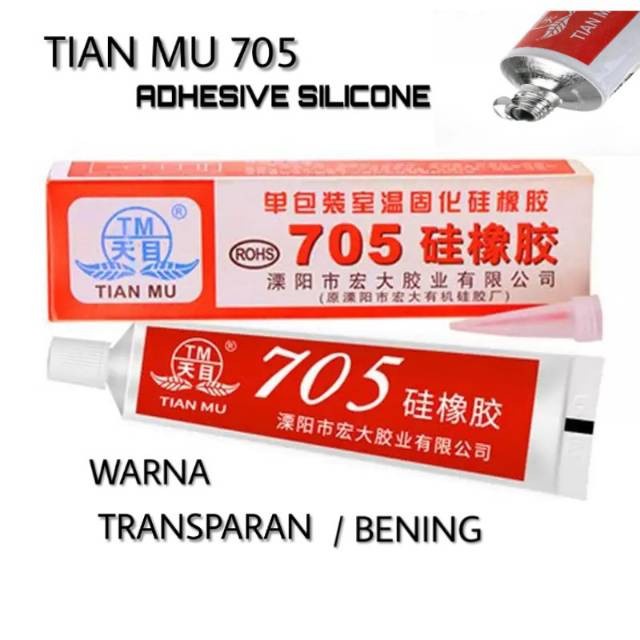 TIAN MU 705
ADHESIVE SILICONE
TIAN MU
TM
天目
®
TIAN MU
单包装室温固化硅橡胶
ROHS
705 硅橡胶
溧阳市宏大胶业有限公司
(原溧阳市宏大有机硅胶厂)
TM
天目
®
TIAN MU
705 硅橡胶
溧阳市宏大胶业有限公司
WARNA
TRANSPARAN / BENING